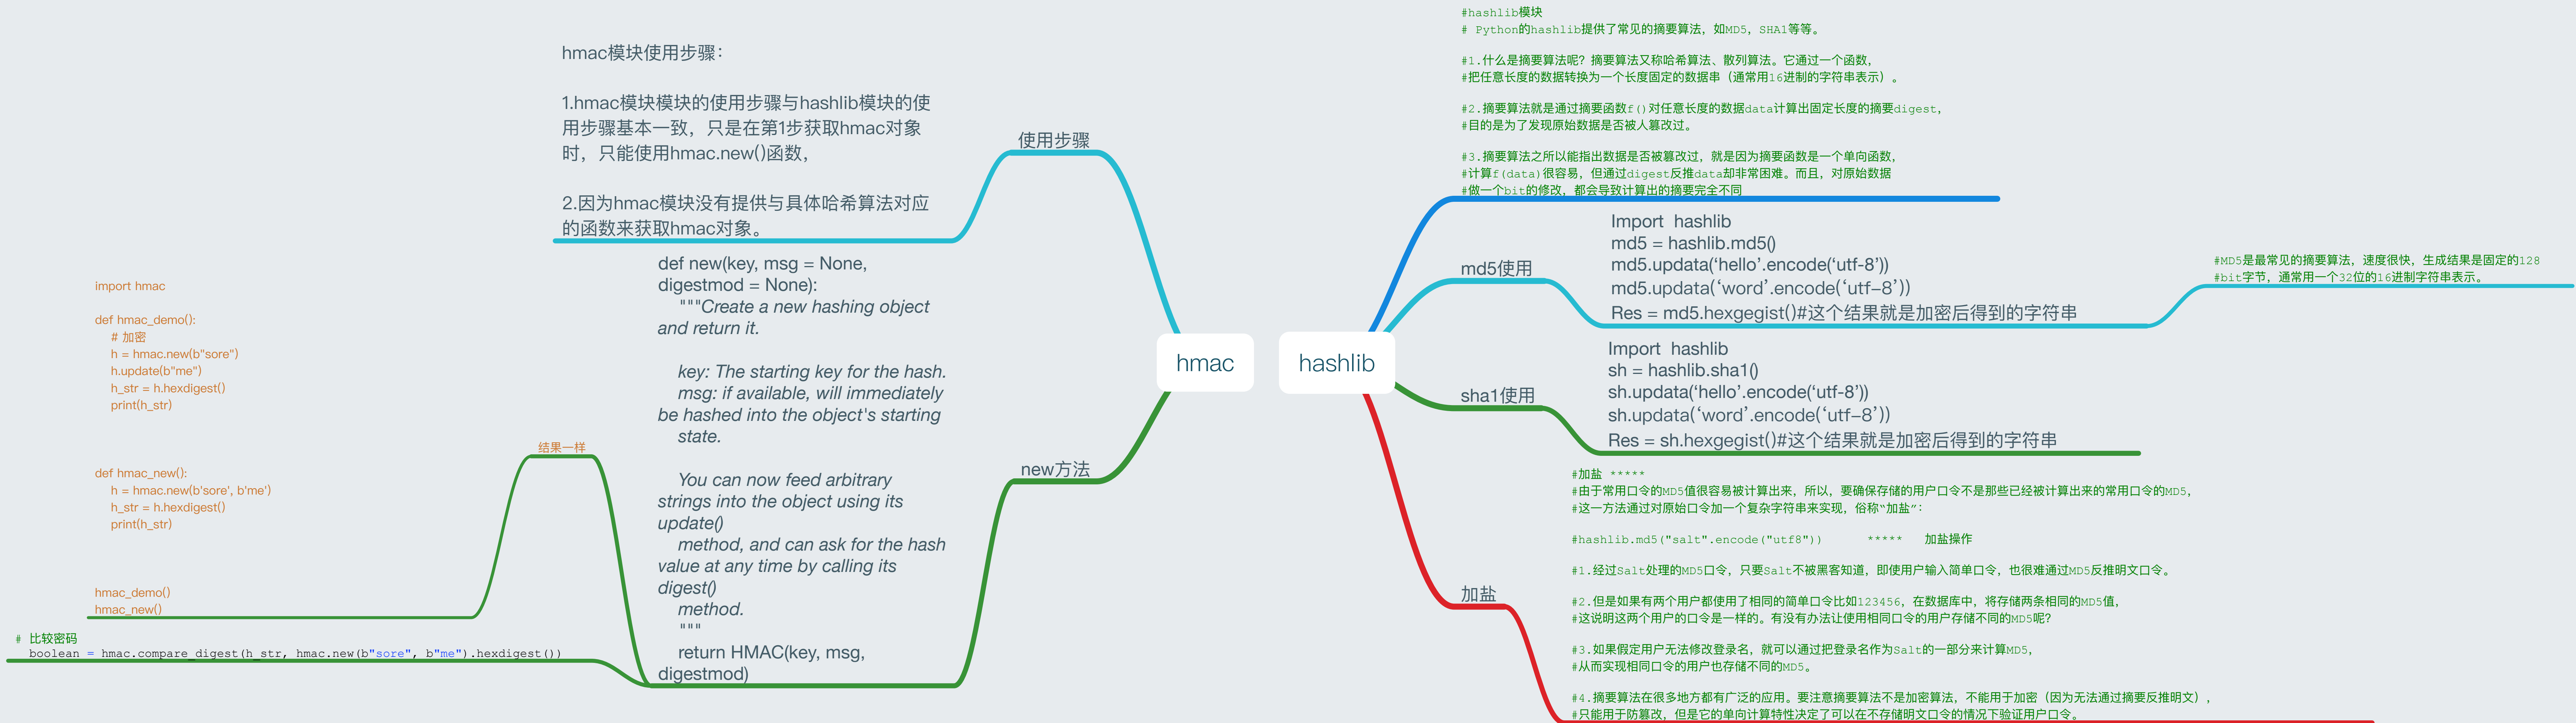 hmac模块使用步骤：
1.hmac模块模块的使用步骤与hashlib模块的使
用步骤基本一致，只是在第1步获取hmac对象
时，只能使用hmac.new()函数，
2.因为hmac模块没有提供与具体哈希算法对应
的函数来获取hmac对象。
使用步骤
def new(key, msg = None,
digestmod = None):
"""Create a new hashing object
and return it.
key: The starting key for the hash.
msg: if available, will immediately
be hashed into the object's starting
state.
You can now feed arbitrary
strings into the object using its
update()
method, and can ask for the hash
value at any time by calling its
digest()
method.
"""
return HMAC(key, msg,
digestmod)
new方法
import hmac
def hmac_demo():
# 加密
h = hmac.new(b"sore")
h.update(b"me")
h_str = h.hexdigest()
print(h_str)
def hmac_new():
h = hmac.new(b'sore', b'me')
h_str = h.hexdigest()
print(h_str)
hmac_demo()
hmac_new()
结果一样
# 比较密码
boolean = hmac.compare_digest(h_str, hmac.new(b"sore", b"me").hexdigest())
hmac
hashlib
#hashlib模块
# Python的hashlib提供了常见的摘要算法，如MD5，SHA1等等。
#1.什么是摘要算法呢？摘要算法又称哈希算法、散列算法。它通过一个函数，
#把任意长度的数据转换为一个长度固定的数据串（通常用16进制的字符串表示）。
#2.摘要算法就是通过摘要函数f()对任意长度的数据data计算出固定长度的摘要digest，
#目的是为了发现原始数据是否被人篡改过。
#3.摘要算法之所以能指出数据是否被篡改过，就是因为摘要函数是一个单向函数，
#计算f(data)很容易，但通过digest反推data却非常困难。而且，对原始数据
#做一个bit的修改，都会导致计算出的摘要完全不同
md5使用
Import  hashlib
md5 = hashlib.md5()
md5.updata(‘hello’.encode(‘utf-8’))
md5.updata(‘word’.encode(‘utf–8’))
Res = md5.hexgegist()#这个结果就是加密后得到的字符串
#MD5是最常见的摘要算法，速度很快，生成结果是固定的128
#bit字节，通常用一个32位的16进制字符串表示。
sha1使用
Import  hashlib
sh = hashlib.sha1()
sh.updata(‘hello’.encode(‘utf-8’))
sh.updata(‘word’.encode(‘utf–8’))
Res = sh.hexgegist()#这个结果就是加密后得到的字符串
加盐
#加盐 *****
#由于常用口令的MD5值很容易被计算出来，所以，要确保存储的用户口令不是那些已经被计算出来的常用口令的MD5，
#这一方法通过对原始口令加一个复杂字符串来实现，俗称“加盐”：
#hashlib.md5("salt".encode("utf8"))      *****   加盐操作
#1.经过Salt处理的MD5口令，只要Salt不被黑客知道，即使用户输入简单口令，也很难通过MD5反推明文口令。
#2.但是如果有两个用户都使用了相同的简单口令比如123456，在数据库中，将存储两条相同的MD5值，
#这说明这两个用户的口令是一样的。有没有办法让使用相同口令的用户存储不同的MD5呢？
#3.如果假定用户无法修改登录名，就可以通过把登录名作为Salt的一部分来计算MD5，
#从而实现相同口令的用户也存储不同的MD5。
#4.摘要算法在很多地方都有广泛的应用。要注意摘要算法不是加密算法，不能用于加密（因为无法通过摘要反推明文），
#只能用于防篡改，但是它的单向计算特性决定了可以在不存储明文口令的情况下验证用户口令。